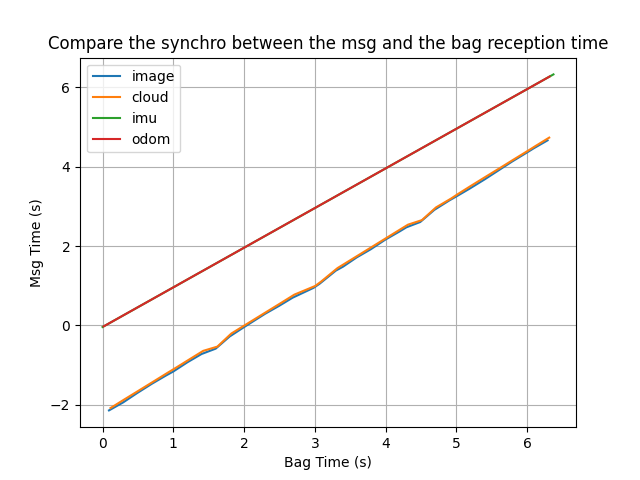 Compare the synchro between the msg and the bag reception time
image
cloud
imu
odom
6
4
2
0
−2
Msg Time (s)
0 1 2 3 4 5 6
Bag Time (s)